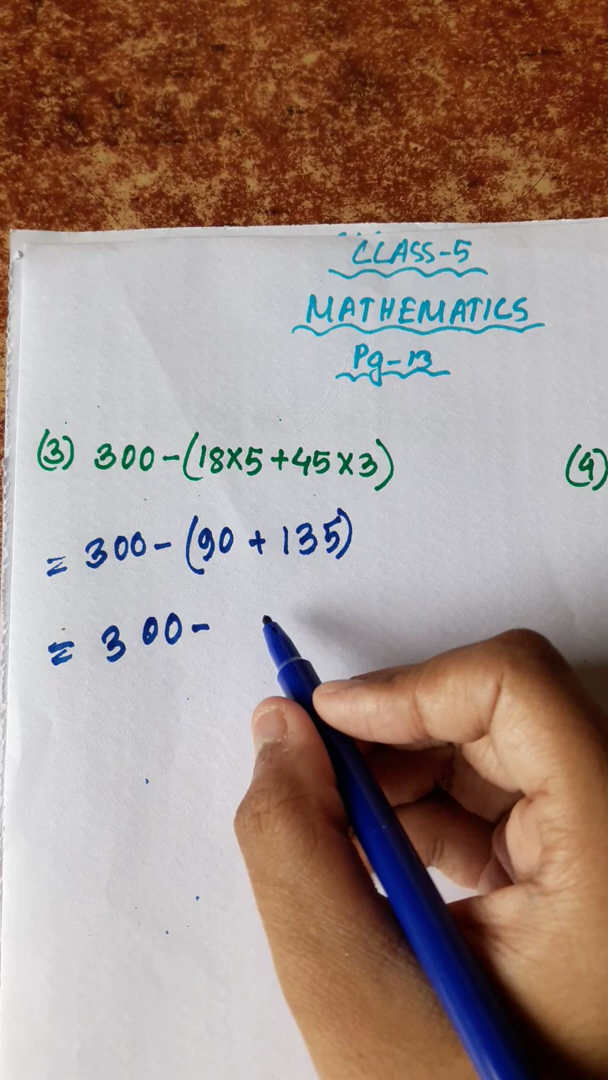 CLASS-5
MATHEMATICS
Pg-13
(3) 300-(18×5+45×3)
= 300-(90+135)
= 300-
(4)